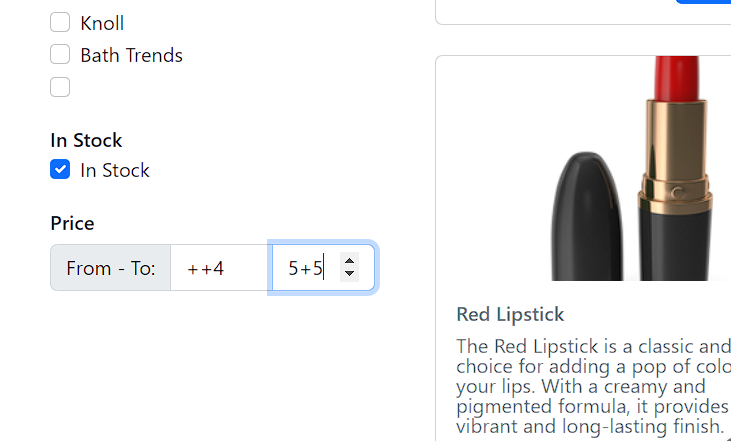 Knoll
Bath Trends
In Stock
In Stock
Price
From - To: ++4 5+5
Red Lipstick
The Red Lipstick is a classic and
choice for adding a pop of colo
your lips. With a creamy and
pigmented formula, it provides
vibrant and long-lasting finish.